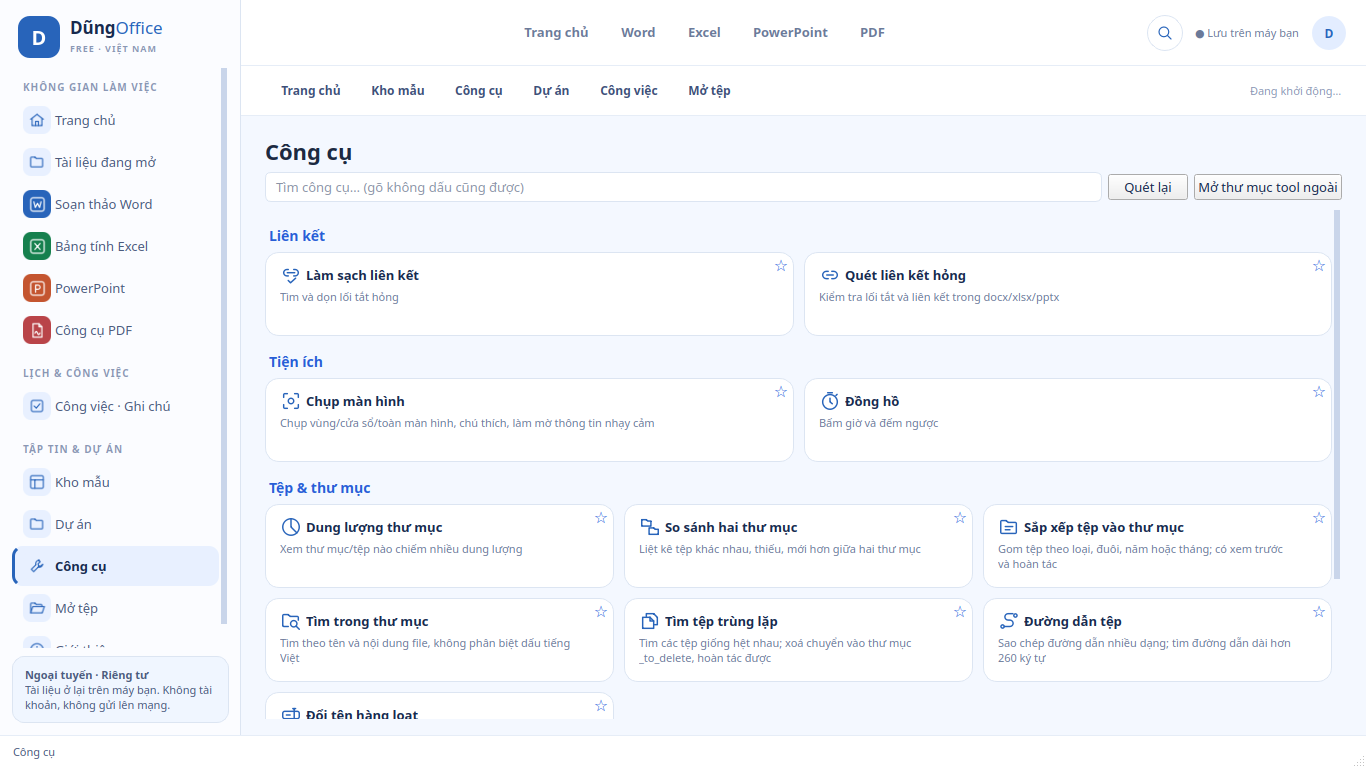 D
DũngOffice
FREE · VIỆT NAM
KHÔNG GIAN LÀM VIỆC
Trang chủ
Tài liệu đang mở
Soạn thảo Word
Bảng tính Excel
PowerPoint
Công cụ PDF
LỊCH & CÔNG VIỆC
Công việc · Ghi chú
TẬP TIN & DỰ ÁN
Kho mẫu
Dự án
Công cụ
Mở tệp
Ngoại tuyến · Riêng tư
Tài liệu ở lại trên máy bạn. Không tài
khoản, không gửi lên mạng.
Trang chủ Word Excel PowerPoint PDF
Lưu trên máy bạn
D
Trang chủ Kho mẫu Công cụ Dự án Công việc Mở tệp
Đang khởi động...
Công cụ
Tìm công cụ... (gõ không dấu cũng được)
Quét lại
Mở thư mục tool ngoài
Liên kết
Làm sạch liên kết
Tìm và dọn lối tắt hỏng
Quét liên kết hỏng
Kiểm tra lối tắt và liên kết trong docx/xlsx/pptx
Tiện ích
Chụp màn hình
Chụp vùng/cửa sổ/toàn màn hình, chú thích, làm mờ thông tin nhạy cảm
Đồng hồ
Bấm giờ và đếm ngược
Tệp & thư mục
Dung lượng thư mục
Xem thư mục/tệp nào chiếm nhiều dung lượng
So sánh hai thư mục
Liệt kê tệp khác nhau, thiếu, mới hơn giữa hai thư mục
Sắp xếp tệp vào thư mục
Gom tệp theo loại, đuôi, năm hoặc tháng; có xem trước
và hoàn tác
Tìm trong thư mục
Tìm theo tên và nội dung file, không phân biệt dấu tiếng
Việt
Tìm tệp trùng lặp
Tìm các tệp giống hệt nhau; xoá chuyển vào thư mục
_to_delete, hoàn tác được
Đường dẫn tệp
Sao chép đường dẫn nhiều dạng; tìm đường dẫn dài hơn
260 ký tự
Đổi tên hàng loạt
Công cụ